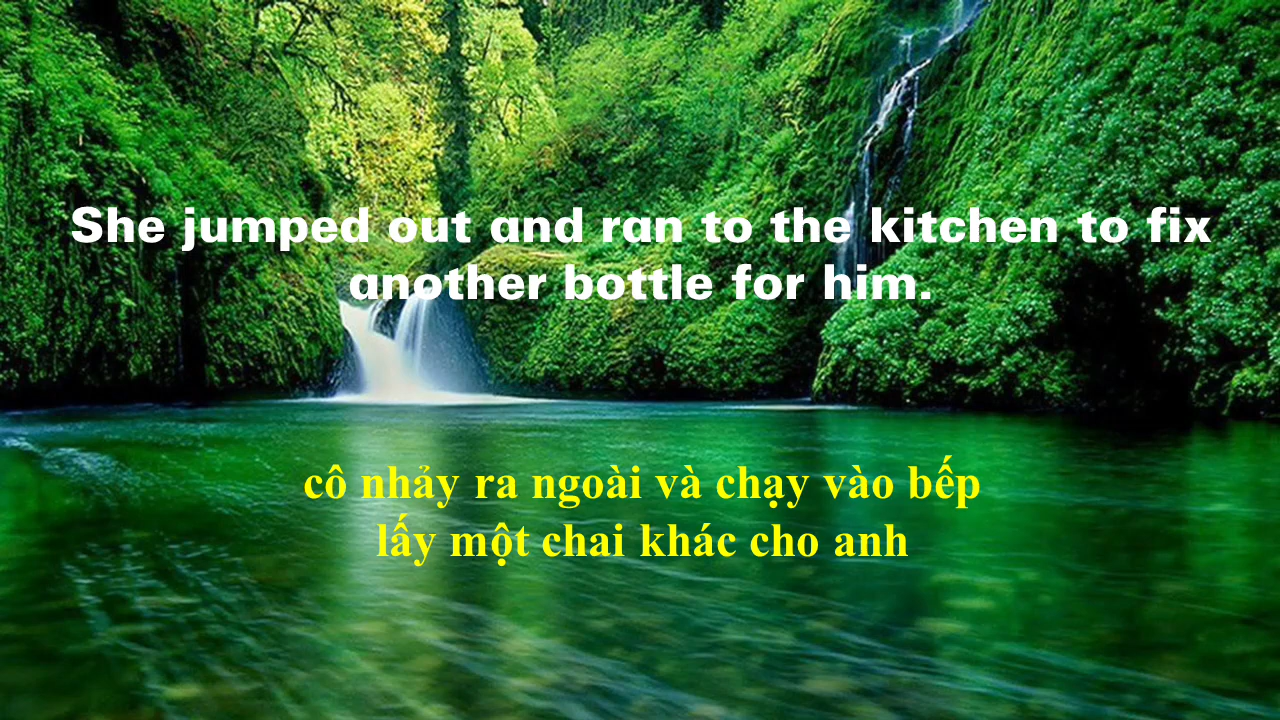 She jumped out and ran to the kitchen to fix
another bottle for him.
cô nhảy ra ngoài và chạy vào bếp
lấy một chai khác cho anh